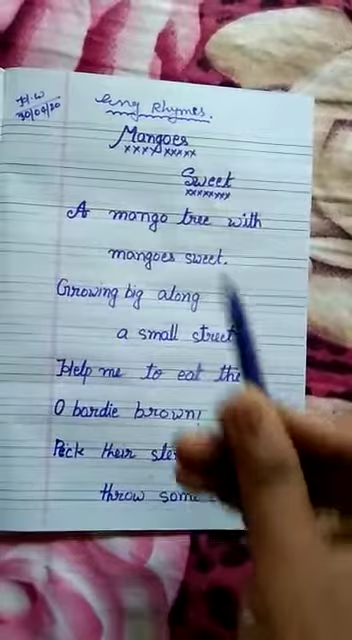 H.W
30/04/20
Eng Rhymes.
Mangoes
Sweet
A mango tree with
mangoes sweet.
Growing big along
a small street
Help me to eat the
O bardie brown!
Pick their
throw some